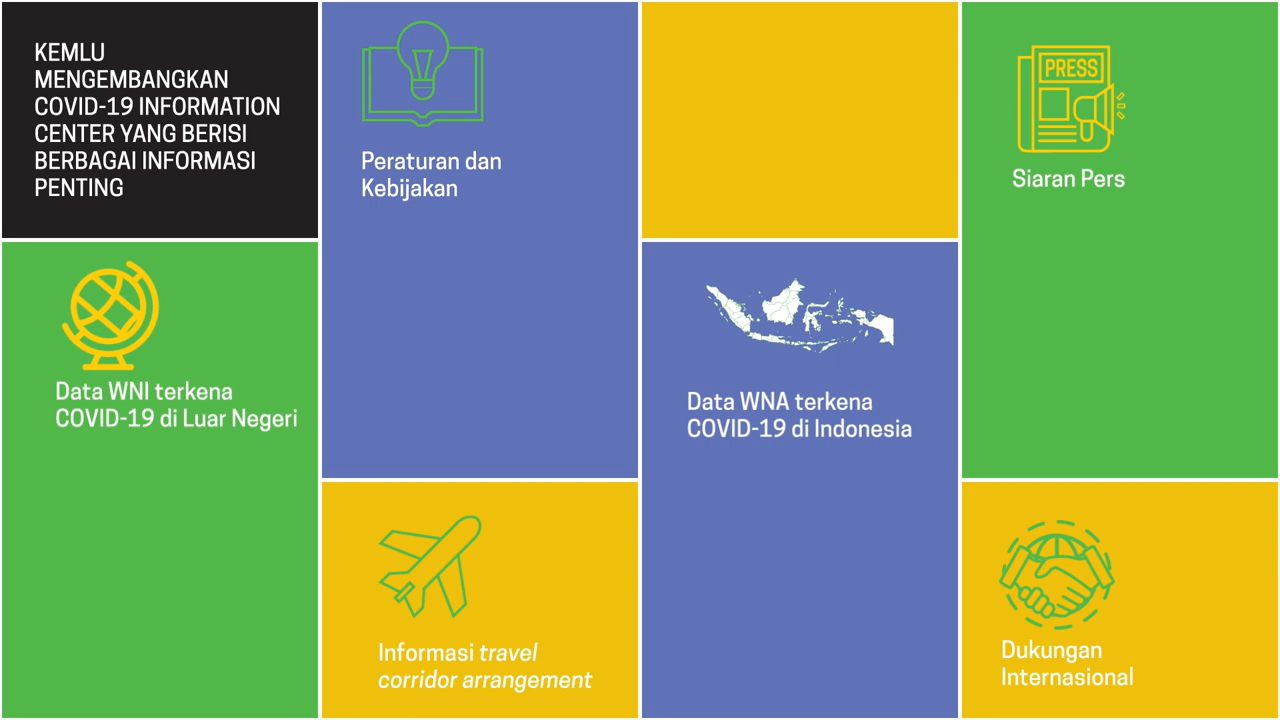 KEMLU
MENGEMBANGKAN
COVID-19 INFORMATION
CENTER YANG BERISI
BERBAGAI INFORMASI
PENTING
Peraturan dan
Kebijakan
PRESS
Siaran Pers
Data WNI terkena
COVID-19 di Luar Negeri
Data WNA terkena
COVID-19 di Indonesia
Informasi travel
corridor arrangement
Dukungan
Internasional